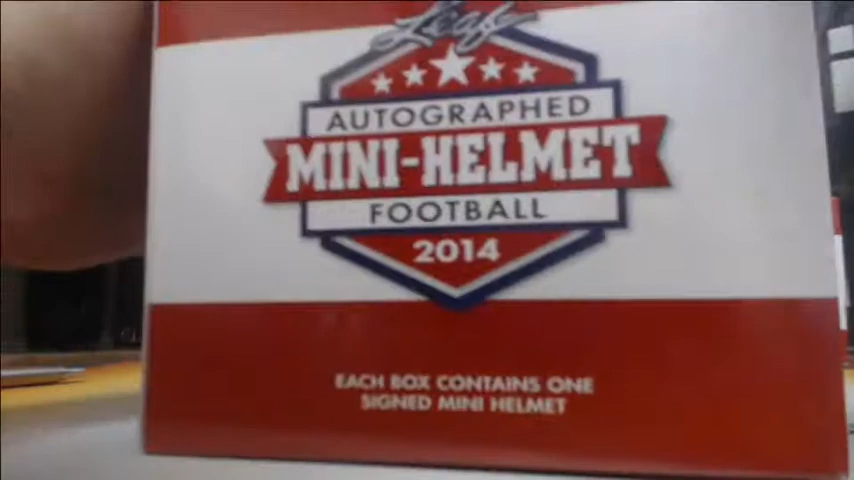 Leaf
AUTOGRAPHED
MINI-HELMET
FOOTBALL
2014
EACH BOX CONTAINS ONE
SIGNED MINI HELMET